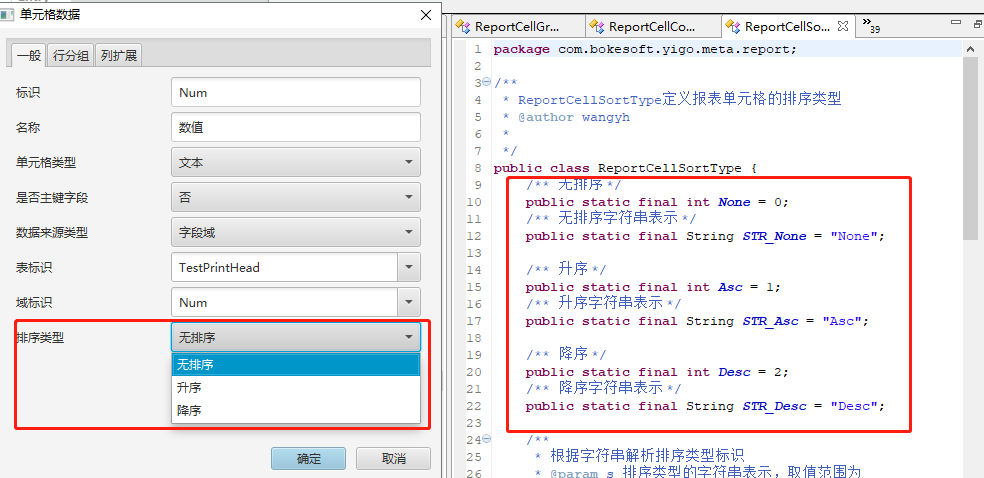 单元格数据
一般 行分组 列扩展
标识 Num
名称 数值
单元格类型 文本
是否主键字段 否
数据来源类型 字段域
表标识 TestPrintHead
域标识 Num
排序类型 无排序
无排序
升序
降序
确定 取消
ReportCellGr... ReportCellCo... ReportCellSo... 39
1 package com.bokesoft.yigo.meta.report;
2
3 /**
4 * ReportCellSortType定义报表单元格的排序类型
5 * @author wangyh
6 *
7 */
8 public class ReportCellSortType {
9 /** 无排序 */
10 public static final int None = 0;
11 /** 无排序字符串表示 */
12 public static final String STR_None = "None";
13
14 /** 升序 */
15 public static final int Asc = 1;
16 /** 升序字符串表示 */
17 public static final String STR_Asc = "Asc";
18
19 /** 降序 */
20 public static final int Desc = 2;
21 /** 降序字符串表示 */
22 public static final String STR_Desc = "Desc";
23
24 /**
25 * 根据字符串解析排序类型标识
26 * @param s 排序类型的字符串表示，取值范围为